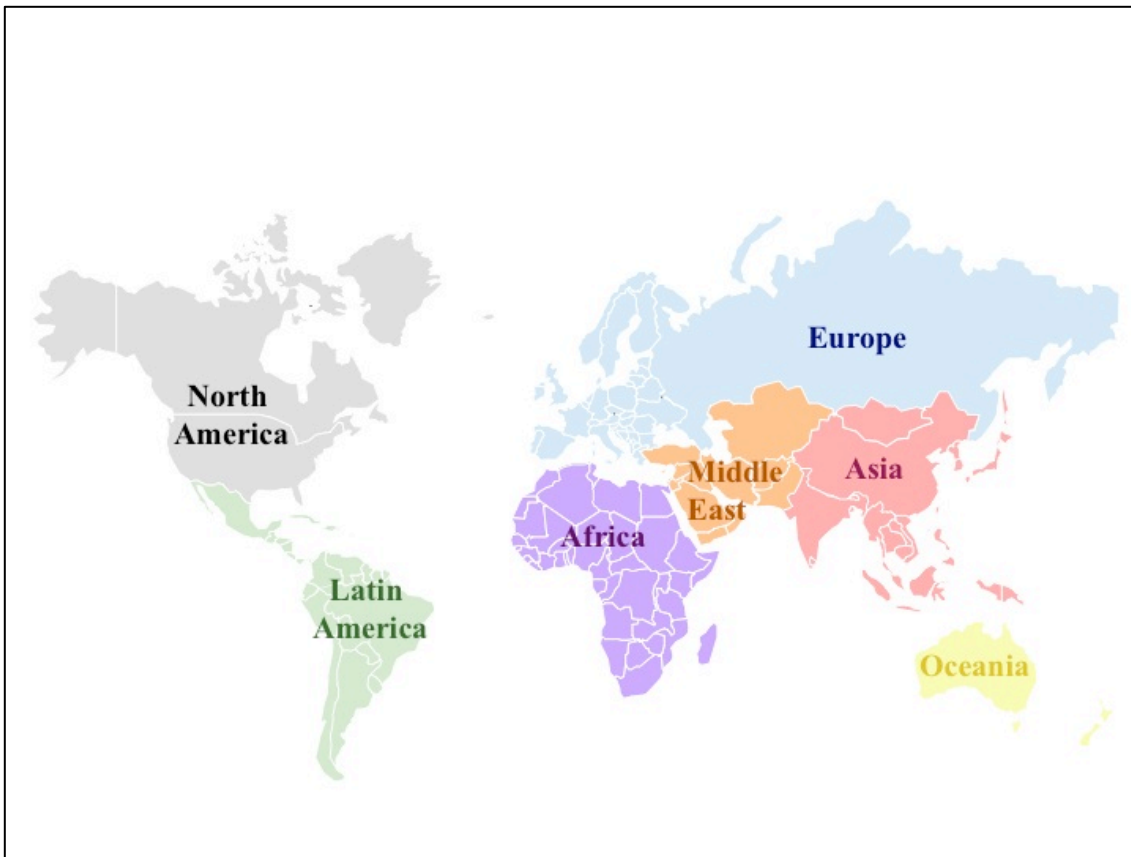 Europe
North
America
Asia
Middle
East
Africa
Latin
America
Oceania